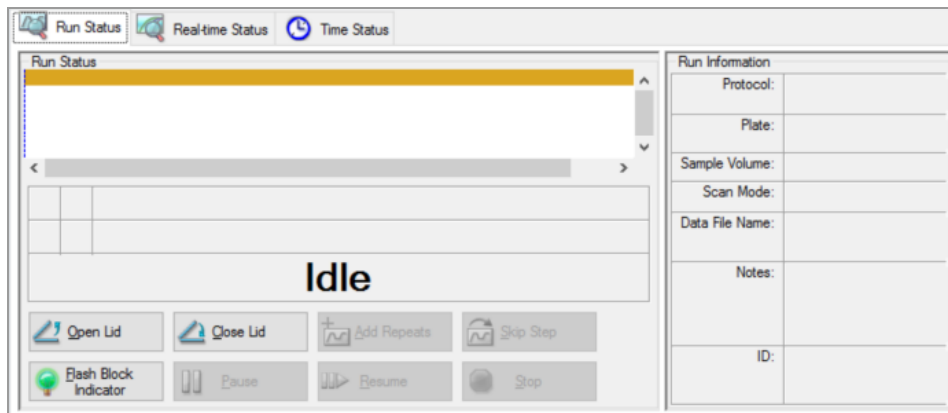 Run Status
Real-time Status
Time Status
Run Status
Idle
Open Lid
Close Lid
Add Repeats
Skip Step
Flash Block
Indicator
Pause
Resume
Stop
Run Information
Protocol:
Plate:
Sample Volume:
Scan Mode:
Data File Name:
Notes:
ID: